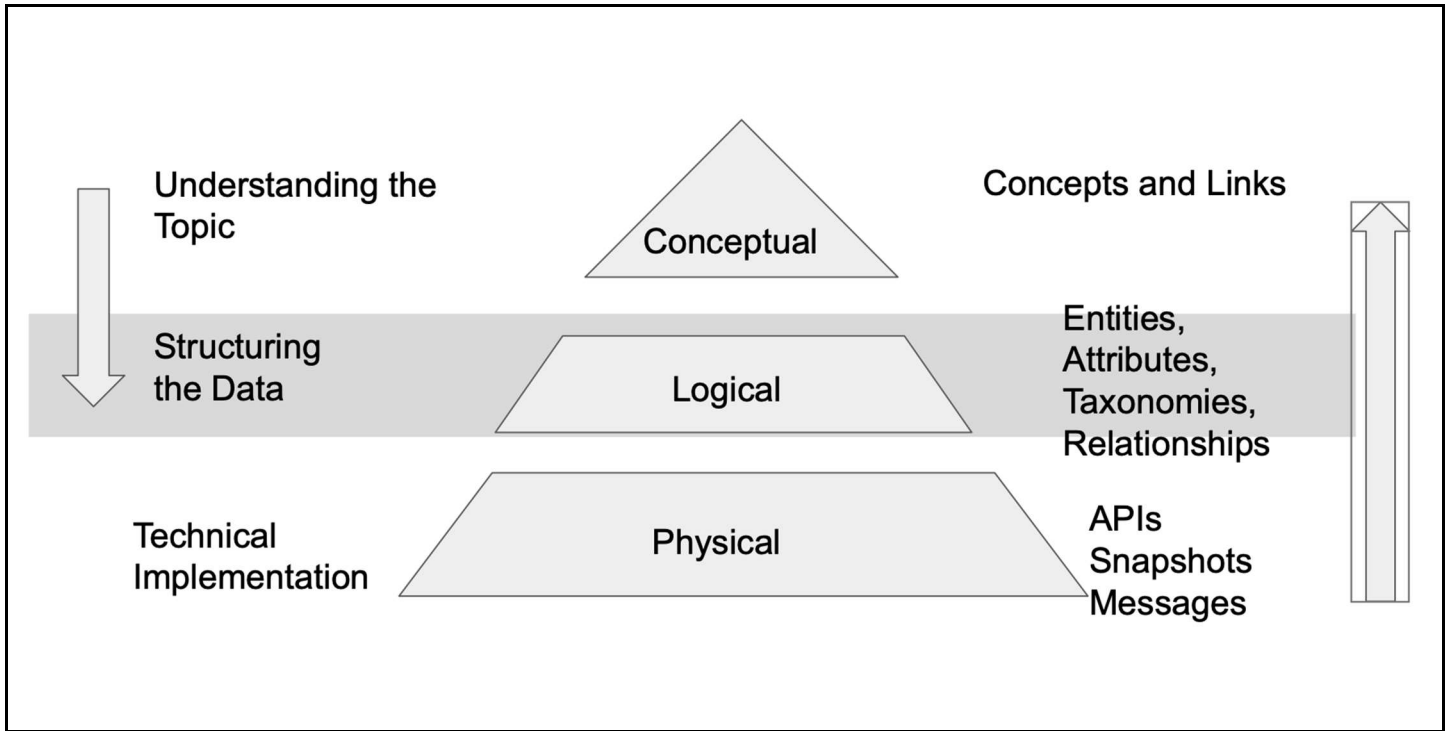 Understanding the
Topic
Conceptual
Concepts and Links
Structuring
the Data
Logical
Entities,
Attributes,
Taxonomies,
Relationships
Technical
Implementation
Physical
APIs
Snapshots
Messages